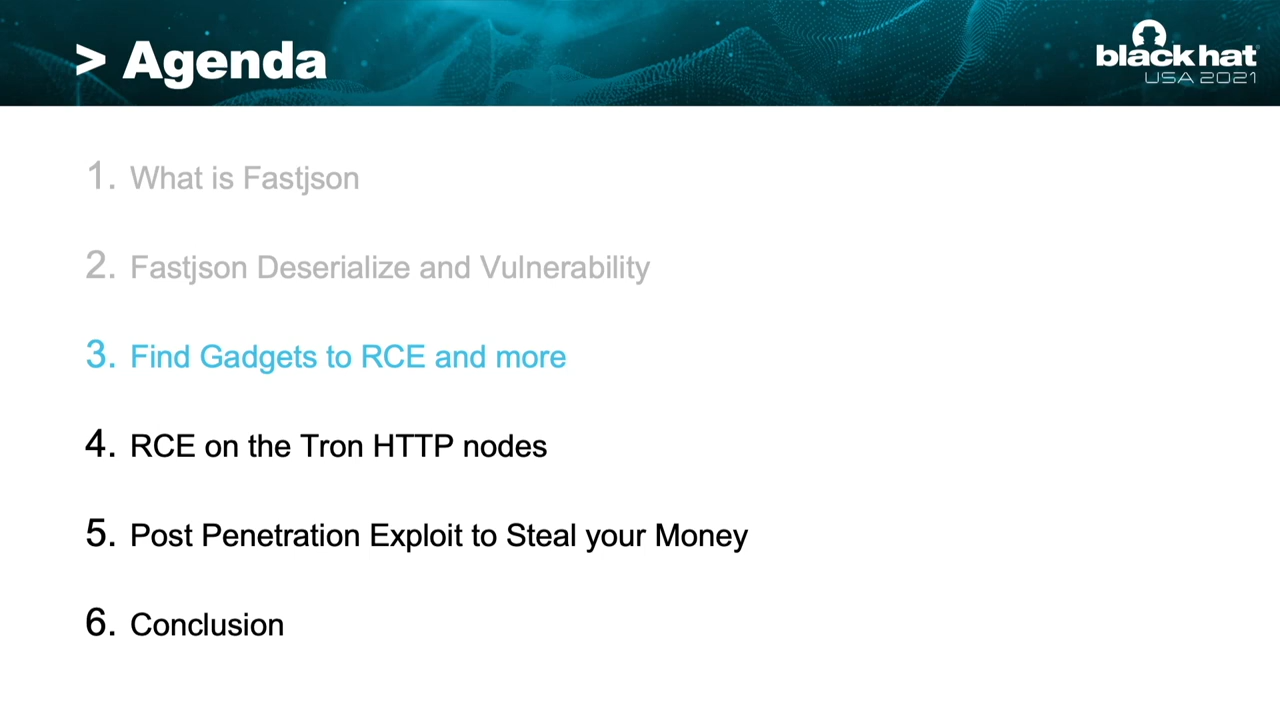 > Agenda
black hat
USA 2021
1. What is Fastjson
2. Fastjson Deserialize and Vulnerability
3. Find Gadgets to RCE and more
4. RCE on the Tron HTTP nodes
5. Post Penetration Exploit to Steal your Money
6. Conclusion